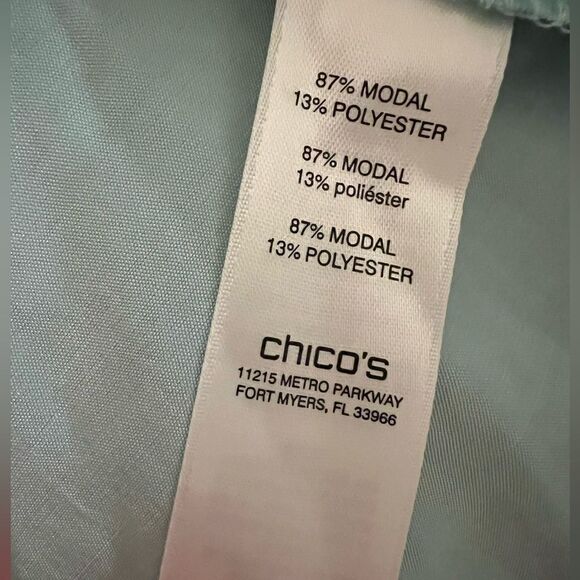 87% MODAL
13% POLYESTER
87% MODAL
13% poliéster
87% MODAL
13% POLYESTER
chico's
11215 METRO PARKWAY
FORT MYERS, FL 33966